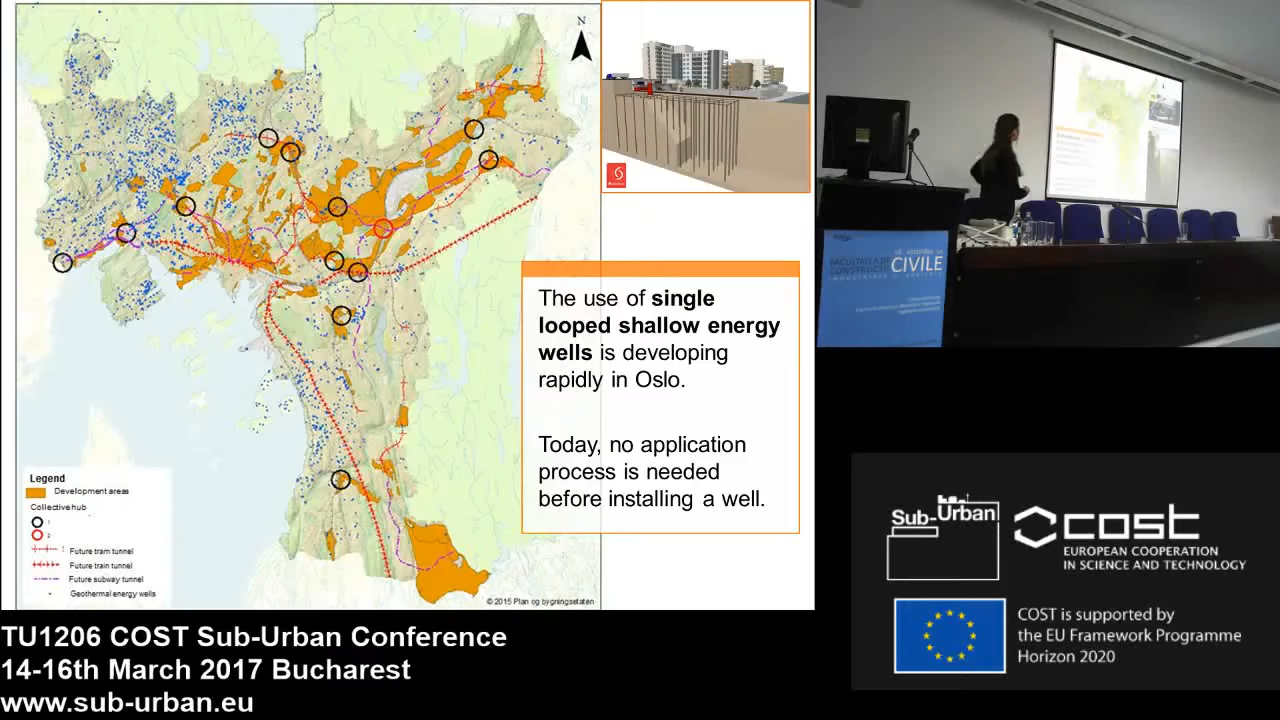 N
The use of single
looped shallow energy
wells is developing
rapidly in Oslo.
Today, no application
process is needed
before installing a well.
Legend
Development areas
Collective hub
1
2
Future tram tunnel
Future train tunnel
Future subway tunnel
Geothermal energy wells
© 2015 Plan og bygningsetaten
CIVILE
Sub-Urban
COST
EUROPEAN COOPERATION
IN SCIENCE AND TECHNOLOGY
COST is supported by
the EU Framework Programme
Horizon 2020
TU1206 COST Sub-Urban Conference
14-16th March 2017 Bucharest
www.sub-urban.eu